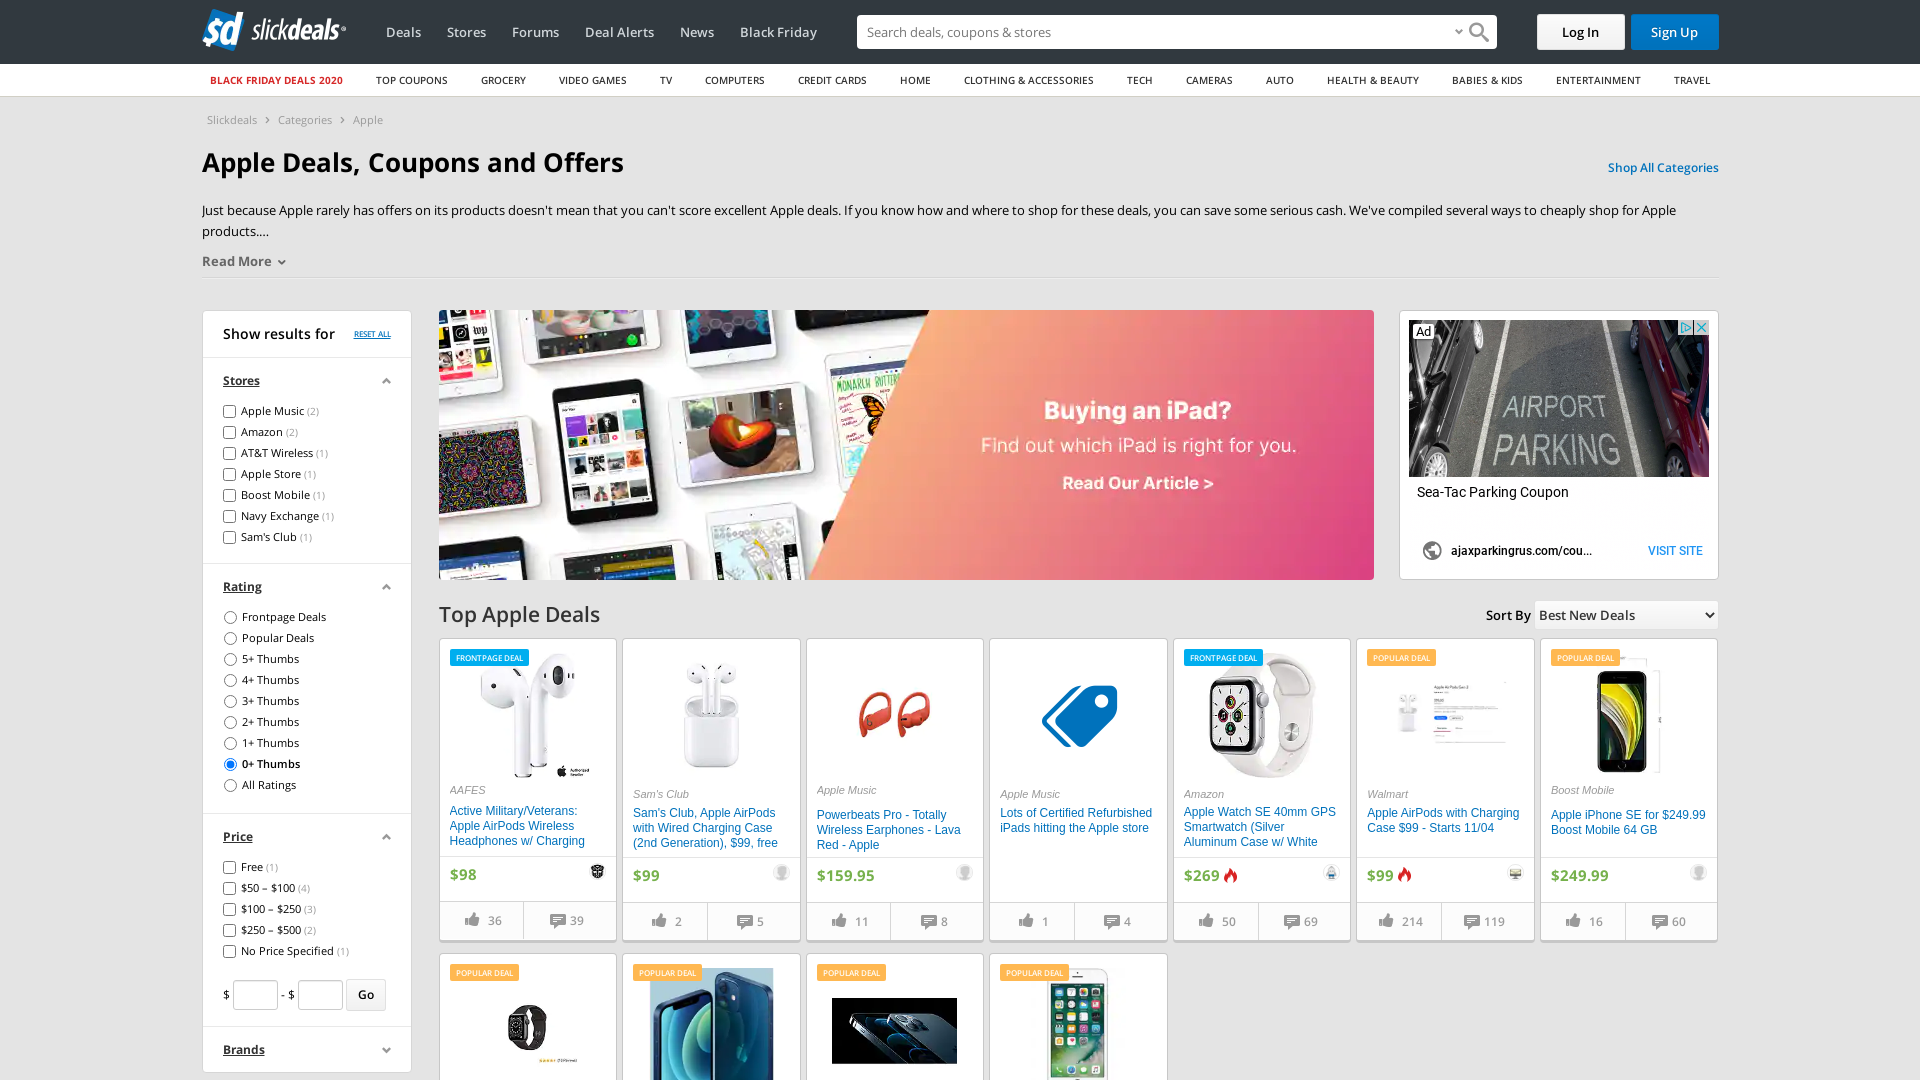 slickdeals
Deals
Stores
Forums
Deal Alerts
News
Black Friday
Search deals, coupons & stores
Log In
Sign Up
BLACK FRIDAY DEALS 2020
TOP COUPONS
GROCERY
VIDEO GAMES
TV
COMPUTERS
CREDIT CARDS
HOME
CLOTHING & ACCESSORIES
TECH
CAMERAS
AUTO
HEALTH & BEAUTY
BABIES & KIDS
ENTERTAINMENT
TRAVEL
Slickdeals > Categories > Apple
Apple Deals, Coupons and Offers
Shop All Categories
Just because Apple rarely has offers on its products doesn't mean that you can't score excellent Apple deals. If you know how and where to shop for these deals, you can save some serious cash. We've compiled several ways to cheaply shop for Apple
products....
Read More
Show results for
RESET ALL
Stores
Apple Music (2)
Amazon (2)
AT&T Wireless (1)
Apple Store (1)
Boost Mobile (1)
Navy Exchange (1)
Sam's Club (1)
Rating
Frontpage Deals
Popular Deals
5+ Thumbs
4+ Thumbs
3+ Thumbs
2+ Thumbs
1+ Thumbs
0+ Thumbs
All Ratings
Price
Free (1)
$50 – $100 (4)
$100 – $250 (3)
$250 – $500 (2)
No Price Specified (1)
$ - $ Go
Brands
MONARCH BUTTER
Buying an iPad?
Find out which iPad is right for you.
Read Our Article >
Ad
AIRPORT
PARKING
Sea-Tac Parking Coupon
ajaxparkingrus.com/cou...
VISIT SITE
Top Apple Deals
Sort By Best New Deals
FRONTPAGE DEAL
AAFES
Active Military/Veterans:
Apple AirPods Wireless
Headphones w/ Charging
$98
36
39
Sam's Club
Sam's Club, Apple AirPods
with Wired Charging Case
(2nd Generation), $99, free
$99
2
5
Apple Music
Powerbeats Pro - Totally
Wireless Earphones - Lava
Red - Apple
$159.95
11
8
Apple Music
Lots of Certified Refurbished
iPads hitting the Apple store
1
4
FRONTPAGE DEAL
Amazon
Apple Watch SE 40mm GPS
Smartwatch (Silver
Aluminum Case w/ White
$269
50
69
POPULAR DEAL
Walmart
Apple AirPods with Charging
Case $99 - Starts 11/04
$99
214
119
POPULAR DEAL
Boost Mobile
Apple iPhone SE for $249.99
Boost Mobile 64 GB
$249.99
16
60
POPULAR DEAL
POPULAR DEAL
POPULAR DEAL
POPULAR DEAL